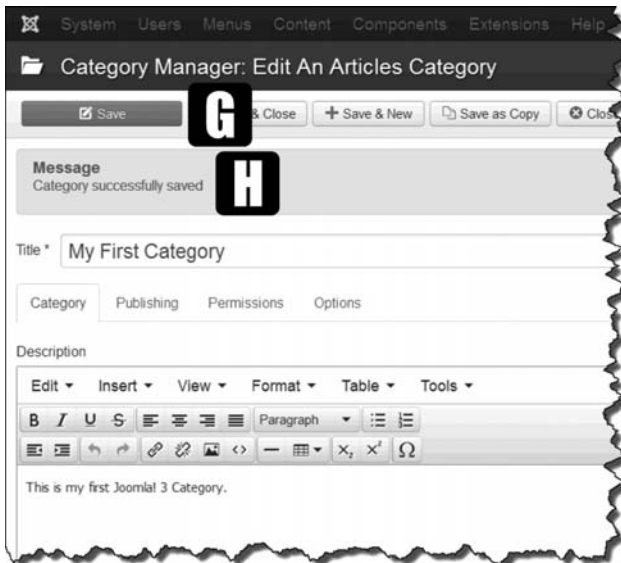 System Users Menus Content Components Extensions Help
Category Manager: Edit An Articles Category
Save G & Close Save & New Save as Copy Clos
Message
Category successfully saved
H
Title * My First Category
Category Publishing Permissions Options
Description
Edit Insert View Format Table Tools
B I U S Paragraph
X₂ X² Ω
This is my first Joomla! 3 Category.